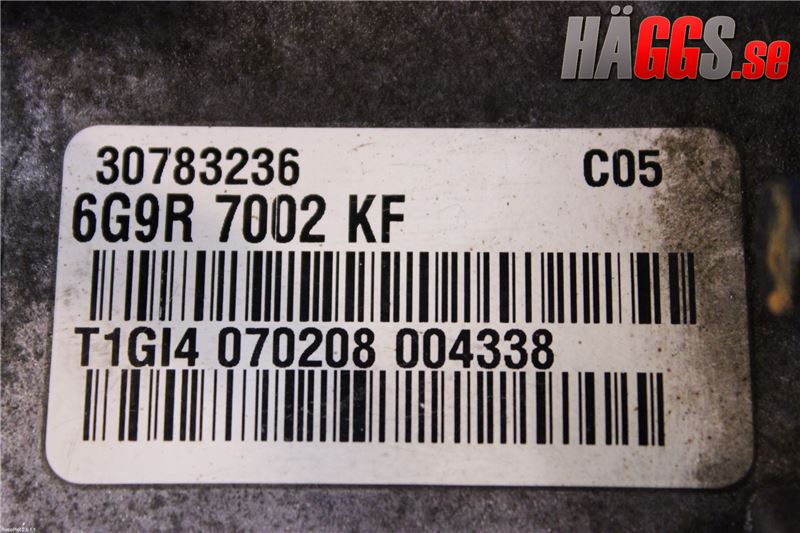 HÄGGS.se
30783236 C05
6G9R 7002 KF
T1GI4 070208 004338